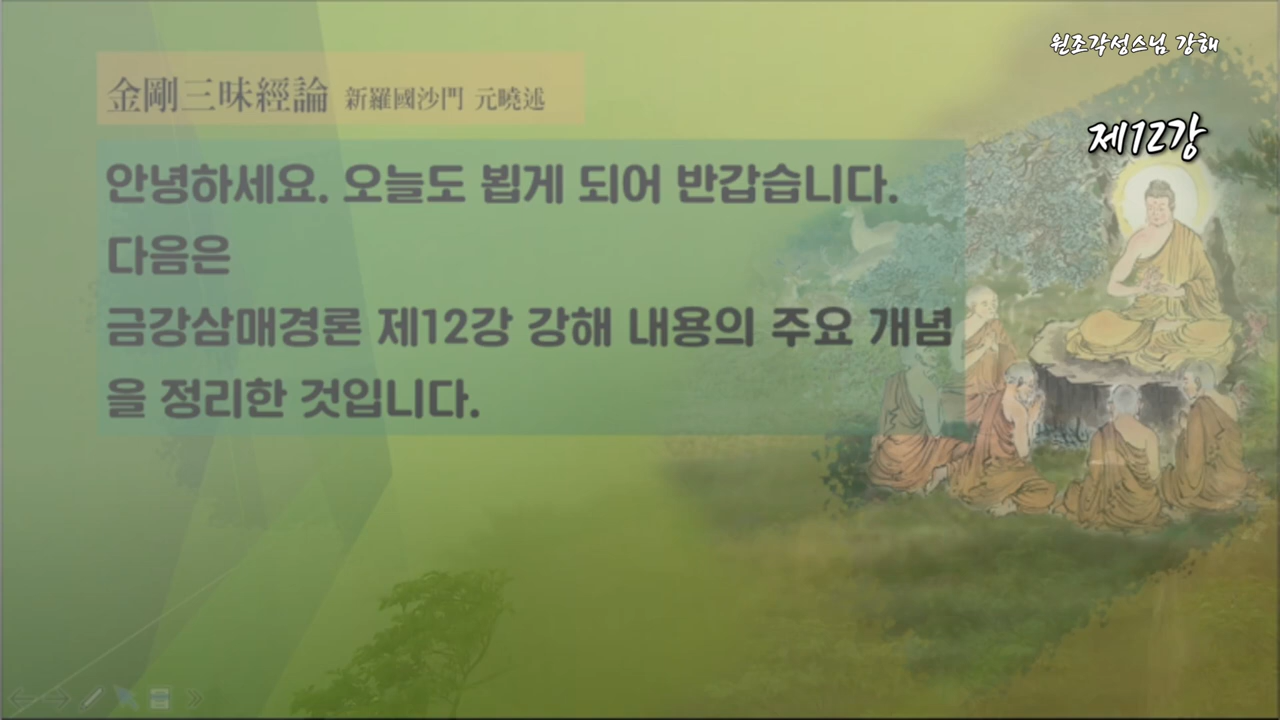 원조각성스님 강해
金剛三昧經論 新羅國沙門 元曉述
제12강
안녕하세요. 오늘도 뵙게 되어 반갑습니다.
다음은
금강삼매경론 제12강 강해 내용의 주요 개념
을 정리한 것입니다.